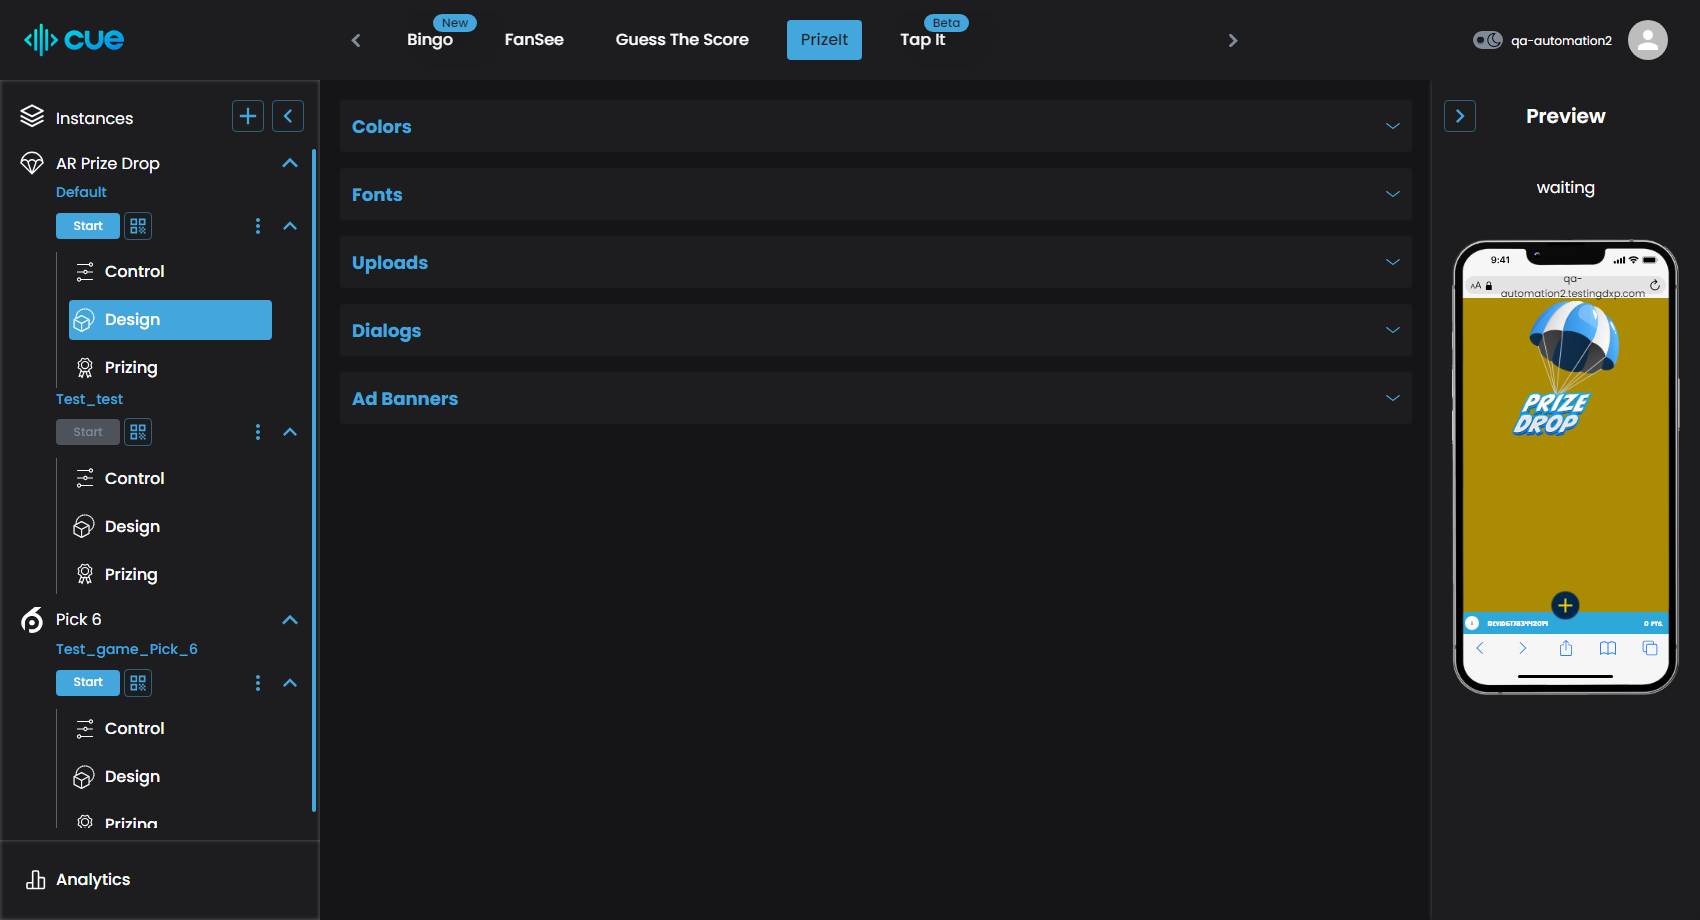 cue
New
Bingo
FanSee
Guess The Score
PrizeIt
Beta
Tap It
qa-automation2
Instances
AR Prize Drop
Default
Start
Control
Design
Prizing
Test_test
Start
Control
Design
Prizing
Pick 6
Test_game_Pick_6
Start
Control
Design
Prizing
Analytics
Colors
Fonts
Uploads
Dialogs
Ad Banners
Preview
waiting
9:41
AA
qa-
automation2.testingdxp.com
PRIZE
DROP
0 PTS.